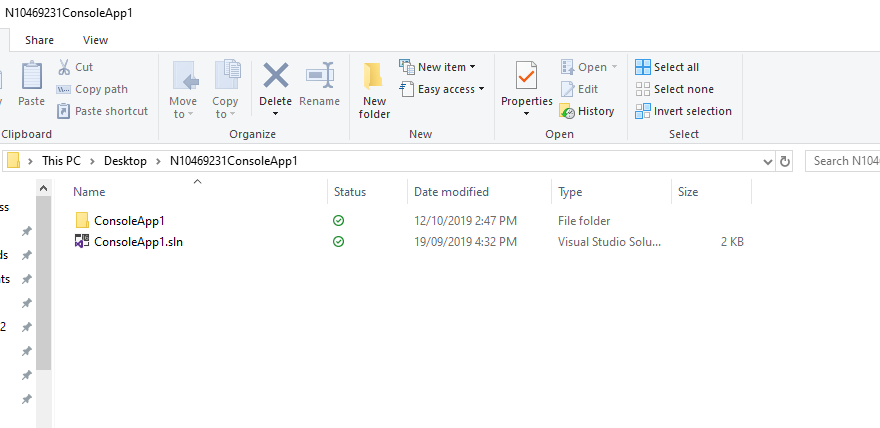 N10469231ConsoleApp1
Share View
Cut
Copy path
Paste shortcut
Paste
Move to
Copy to
Delete
Rename
New folder
New item
Easy access
Properties
Open
Edit
History
Select all
Select none
Invert selection
Clipboard Organize New Open Select
This PC > Desktop > N10469231ConsoleApp1
Search N104
Name Status Date modified Type Size
ConsoleApp1 12/10/2019 2:47 PM File folder
ConsoleApp1.sln 19/09/2019 4:32 PM Visual Studio Solu... 2 KB
ss
ds
nts
2